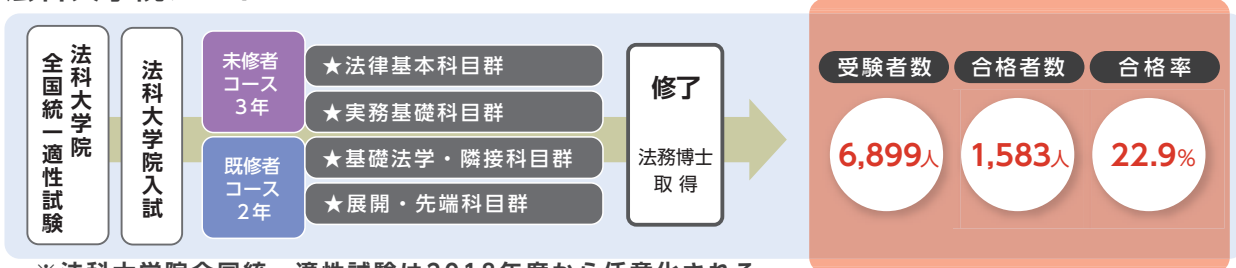 法科大学院
全国統一適性試験
法科大学院入試
未修者
コース
3年
既修者
コース
2年
★法律基本科目群
★実務基礎科目群
★基礎法学・隣接科目群
★展開・先端科目群
修了
法務博士
取得
受験者数
合格者数
合格率
6,899人
1,583人
22.9%